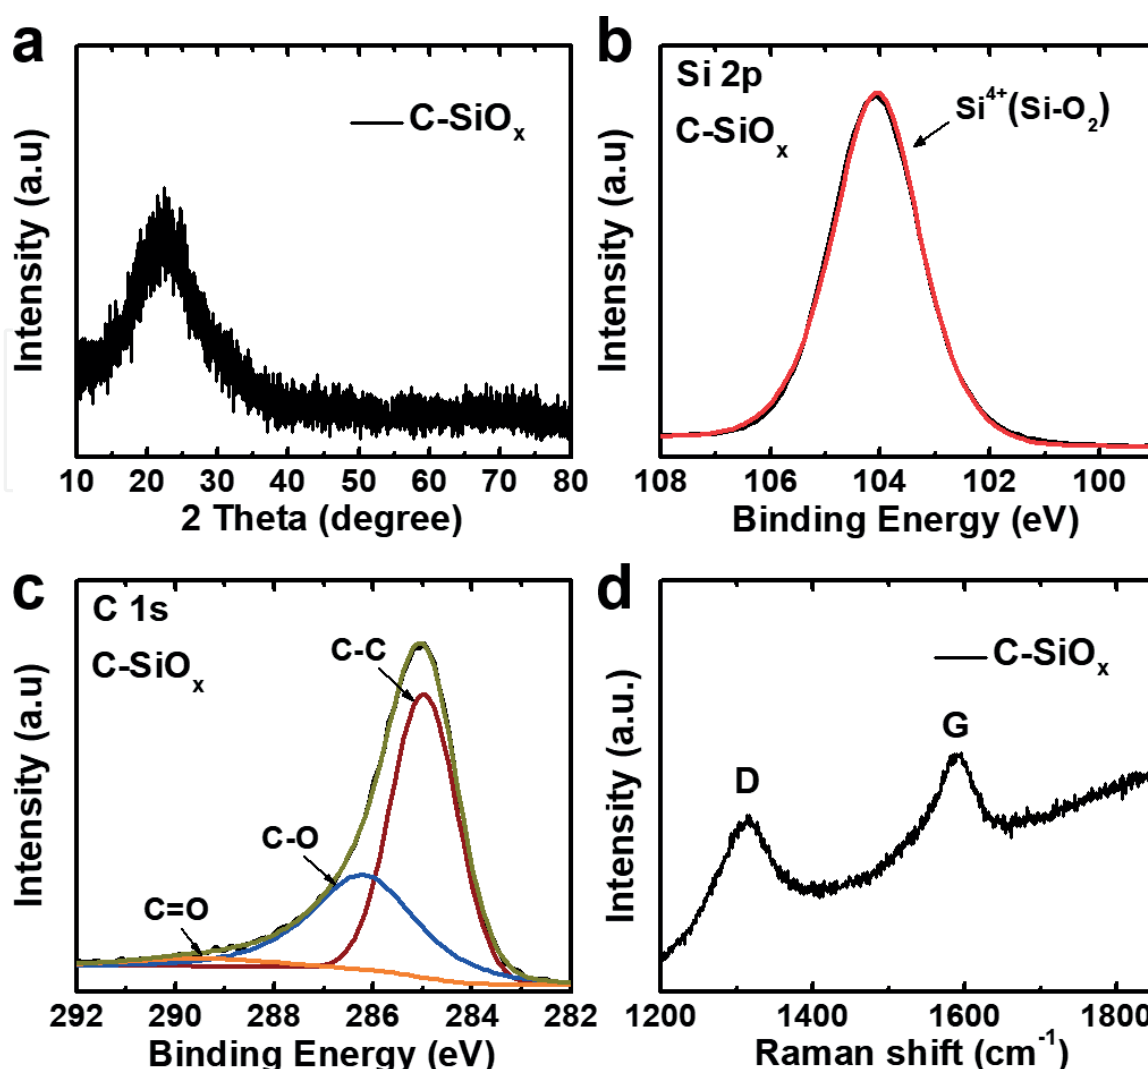 a
C-SiOₓ
Intensity (a.u)
10 20 30 40 50 60 70 80
2 Theta (degree)
b
Si 2p
C-SiOₓ
Si⁴⁺(Si-O₂)
Intensity (a.u)
108 106 104 102 100
Binding Energy (eV)
c
C 1s
C-SiOₓ
C-C
C-O
C=O
Intensity (a.u)
292 290 288 286 284 282
Binding Energy (eV)
d
C-SiOₓ
D
G
Intensity (a.u.)
1200 1400 1600 1800
Raman shift (cm⁻¹)